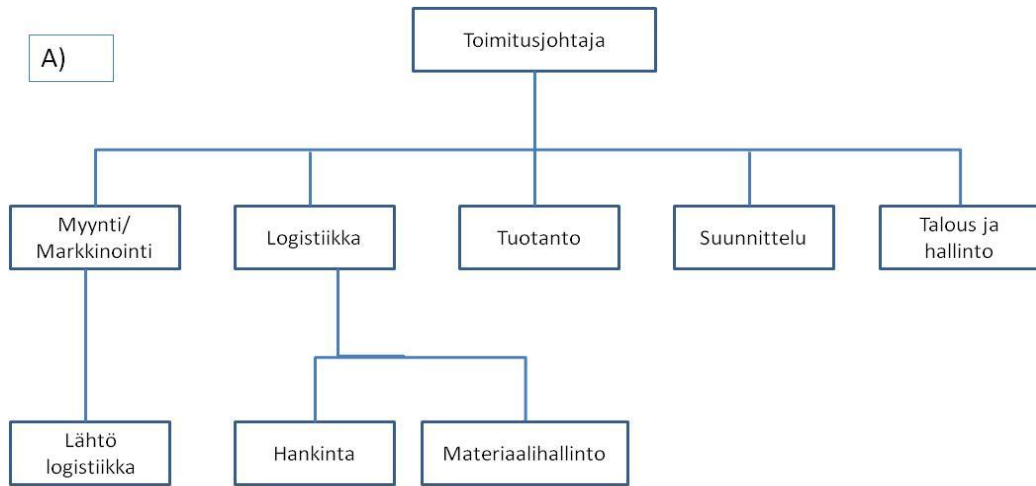 A)
Toimitusjohtaja
Myynti/
Markkinointi
Logistiikka
Tuotanto
Suunnittelu
Talous ja
hallinto
Lähtö
logistiikka
Hankinta
Materiaalihallinto